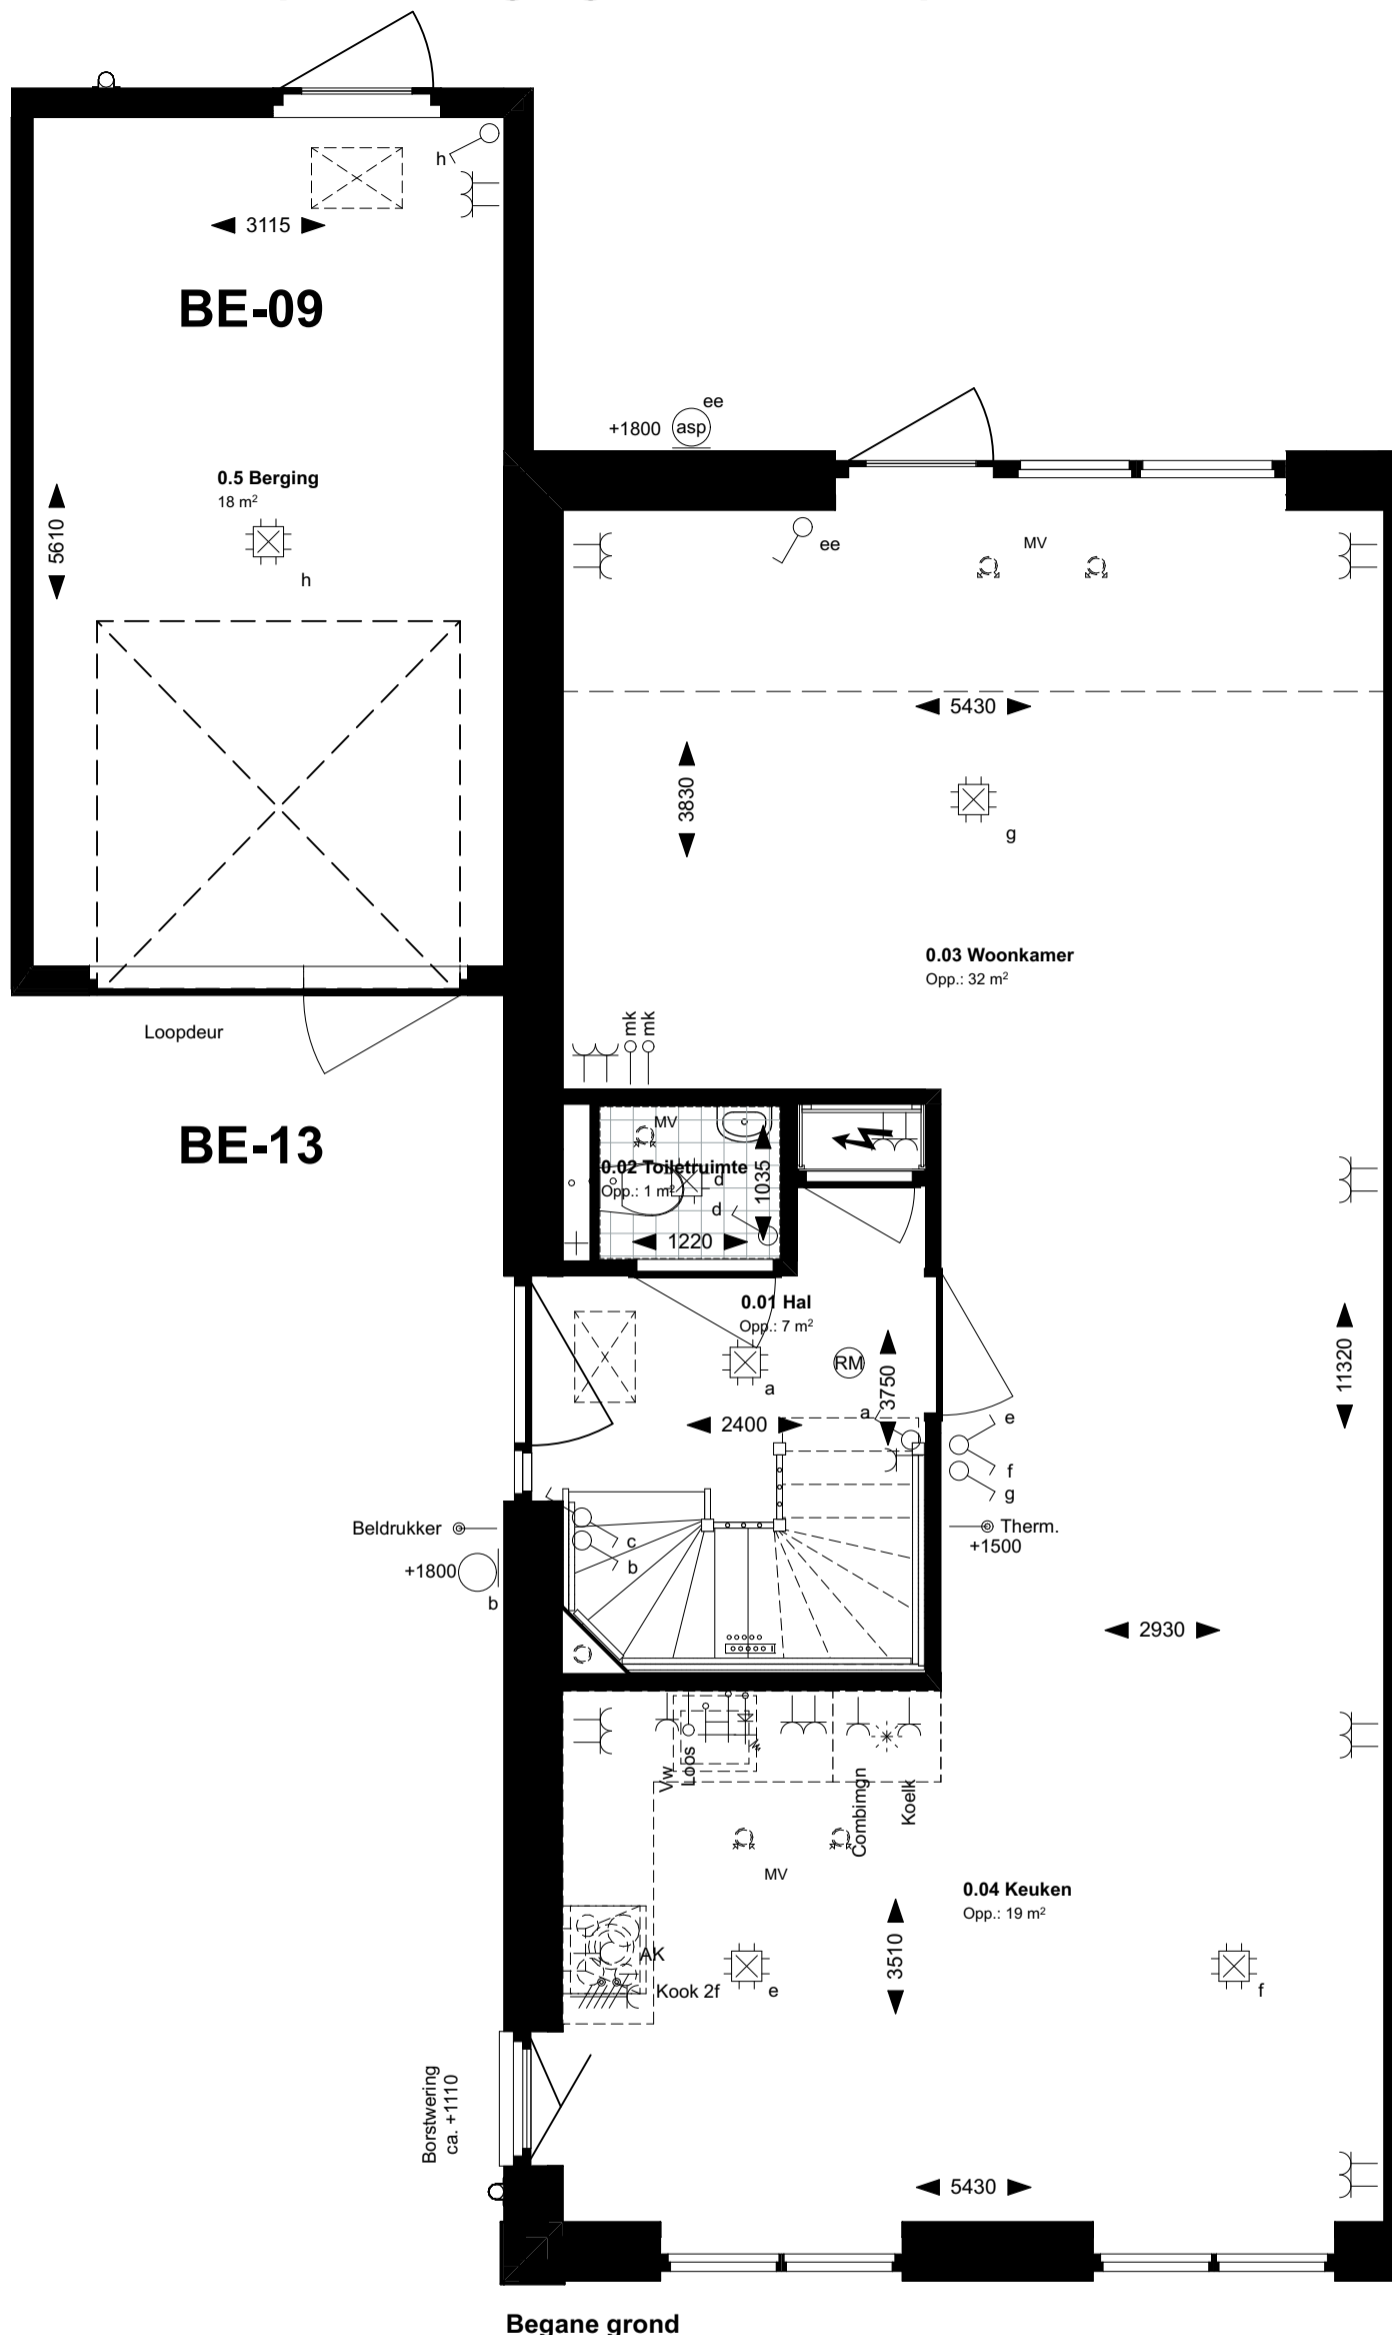 h
3115
BE-09
ee
+1800
asp
0.5 Berging
18 m²
5610
h
ee
MV
5430
3830
g
0.03 Woonkamer
Opp.: 32 m²
mk
mk
Loopdeur
BE-13
MV
0.02 Toiletruimte
Opp.: 1 m²
d
d
1035
1220
0.01 Hal
Opp.: 7 m²
RM
a
3750
a
2400
11320
e
f
g
Beldrukker
Therm.
+1500
c
b
+1800
b
2930
Vw
Loos
Combimgn
Koelk
MV
0.04 Keuken
Opp.: 19 m²
AK
3510
Kook 2f
e
f
Borstwering
ca. +1110
5430
Begane grond